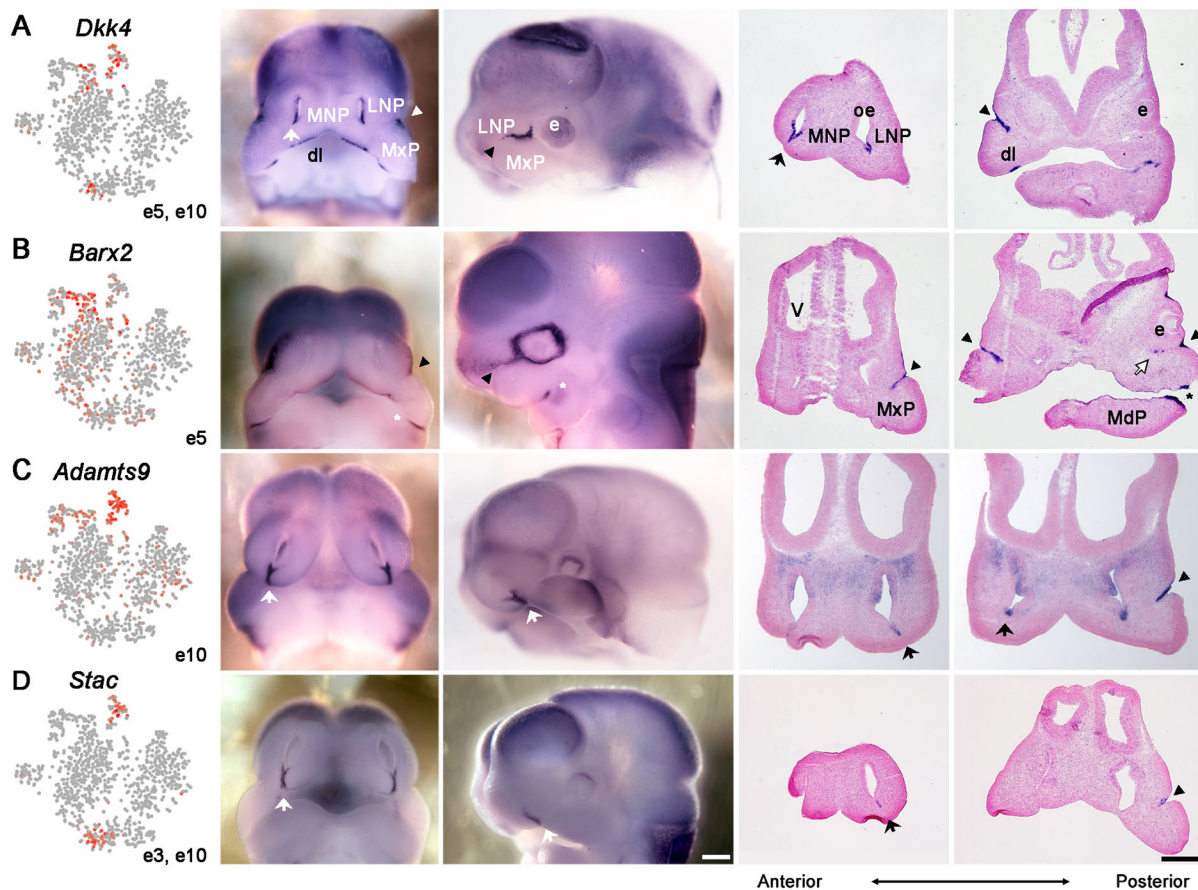 A Dkk4
MNP LNP
MxP
dl
e5, e10
LNP e
MxP
oe
MNP LNP
e
dl
B Barx2
e5
*
*
V
MxP
e
*
MdP
C Adamts9
e10
D Stac
e3, e10
Anterior Posterior